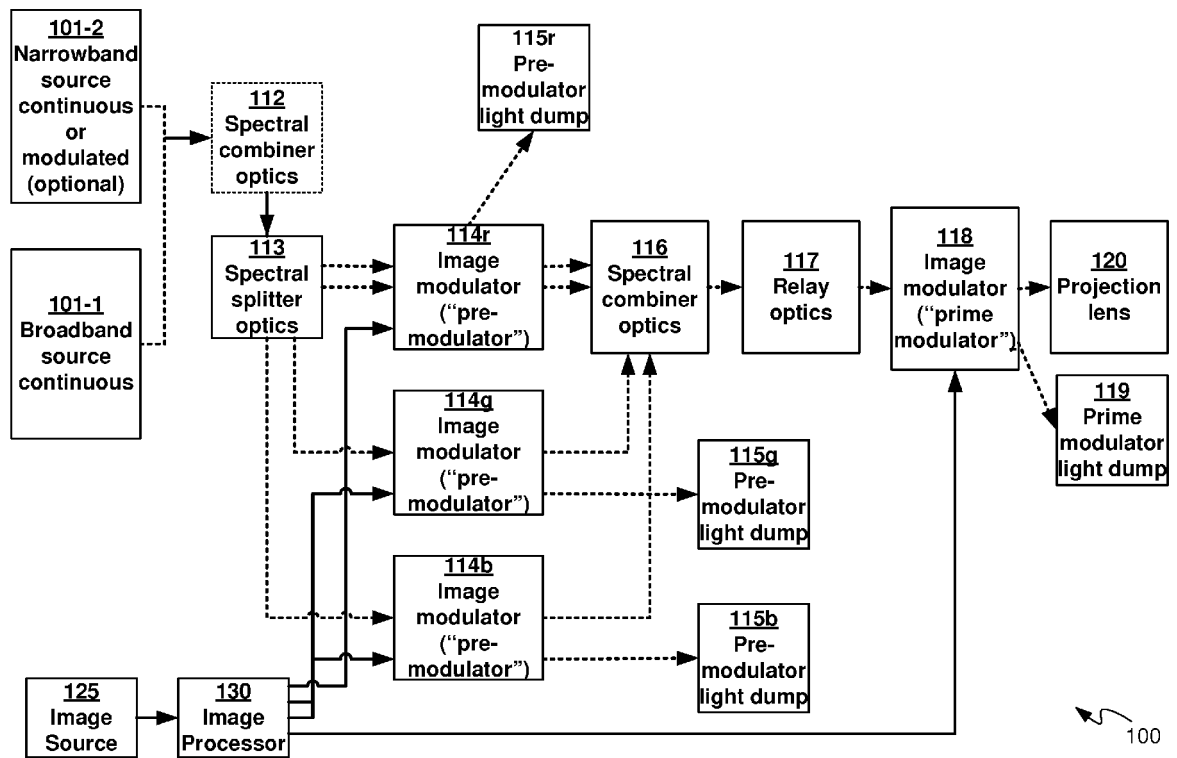 101-2
Narrowband
source
continuous
or
modulated
(optional)
101-1
Broadband
source
continuous
112
Spectral
combiner
optics
113
Spectral
splitter
optics
115r
Pre-
modulator
light dump
114r
Image
modulator
(“pre-
modulator”)
114g
Image
modulator
(“pre-
modulator”)
114b
Image
modulator
(“pre-
modulator”)
116
Spectral
combiner
optics
115g
Pre-
modulator
light dump
115b
Pre-
modulator
light dump
117
Relay
optics
118
Image
modulator
(“prime
modulator”)
120
Projection
lens
119
Prime
modulator
light dump
125
Image
Source
130
Image
Processor
100